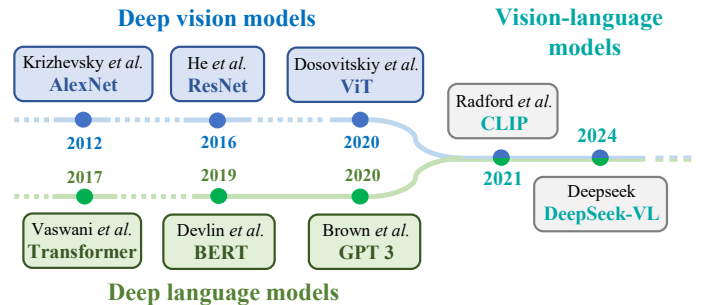 Deep vision models
Vision-language
models
Krizhevsky et al.
AlexNet
He et al.
ResNet
Dosovitskiy et al.
ViT
Radford et al.
CLIP
2012
2016
2020
2024
2017
2019
2020
2021
Vaswani et al.
Transformer
Devlin et al.
BERT
Brown et al.
GPT 3
Deepseek
DeepSeek-VL
Deep language models